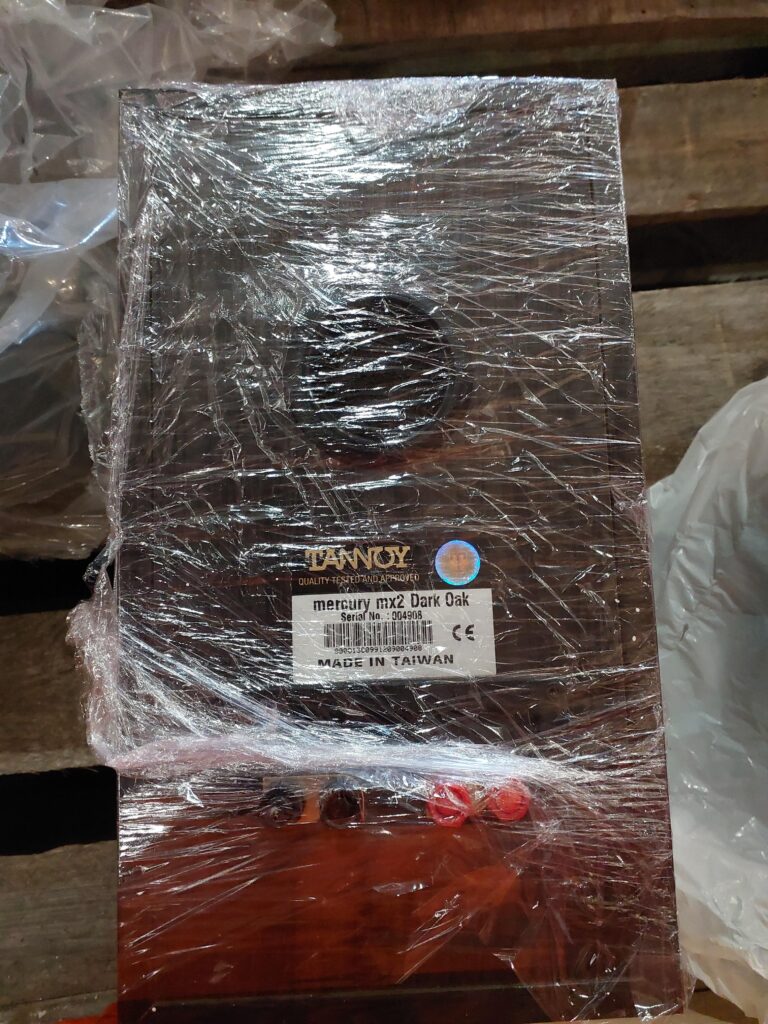 TANNOY
QUALITY TESTED AND APPROVED
mercury mx2 Dark Oak
Serial No. : 004908
CE
MADE IN TAIWAN